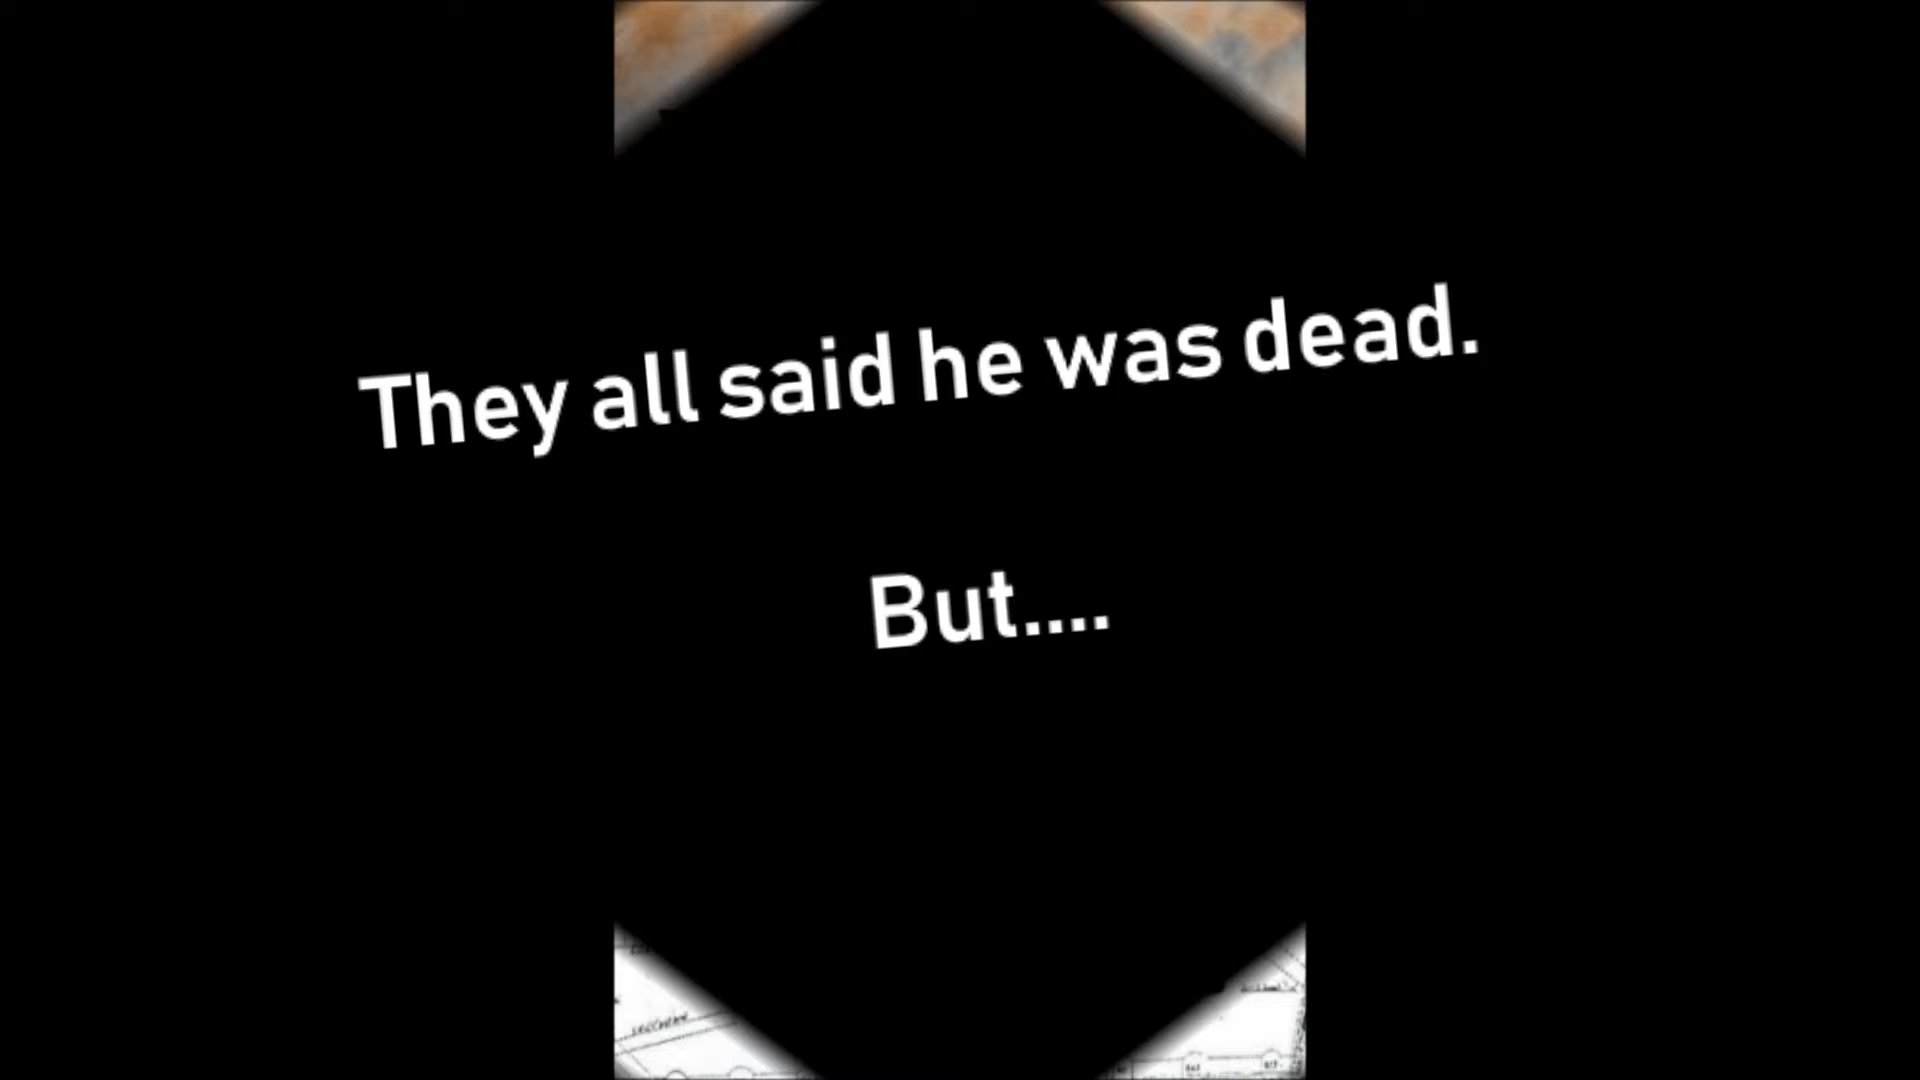 They all said he was dead.
But....